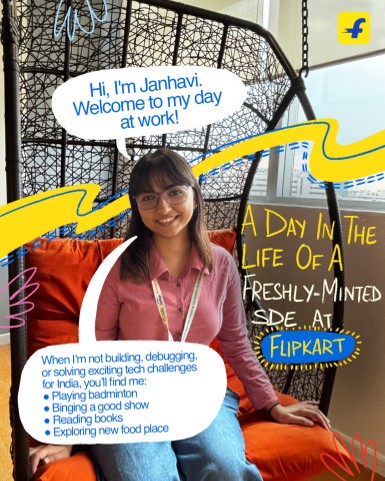 Hi, I'm Janhavi.
Welcome to my day
at work!
A DAY IN THE
LIFE OF A
FRESHLY-MINTED
SDE AT
FLIPKART
When I'm not building, debugging,
or solving exciting tech challenges
for India, you'll find me:
● Playing badminton
● Binging a good show
● Reading books
● Exploring new food place